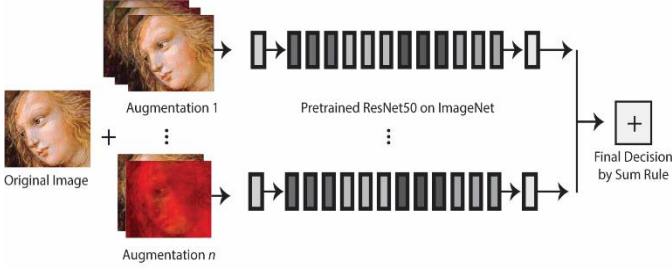 Original Image
+
Augmentation 1
⋮
Augmentation n
Pretrained ResNet50 on ImageNet
⋮
+
Final Decision
by Sum Rule